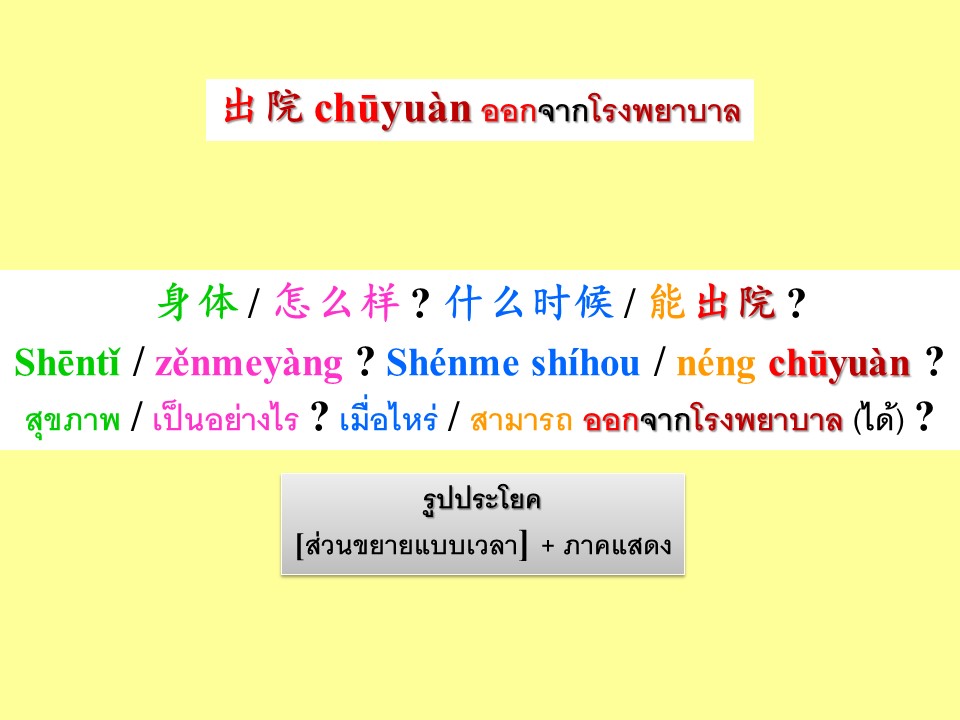 出院 chūyuàn ออกจากโรงพยาบาล
身体 / 怎么样 ? 什么时候 / 能 出院 ?
Shēntǐ / zěnmeyàng ? Shénme shíhou / néng chūyuàn ?
สุขภาพ / เป็นอย่างไร ? เมื่อไหร่ / สามารถ ออกจากโรงพยาบาล (ได้) ?
รูปประโยค
[ส่วนขยายแบบเวลา] + ภาคแสดง